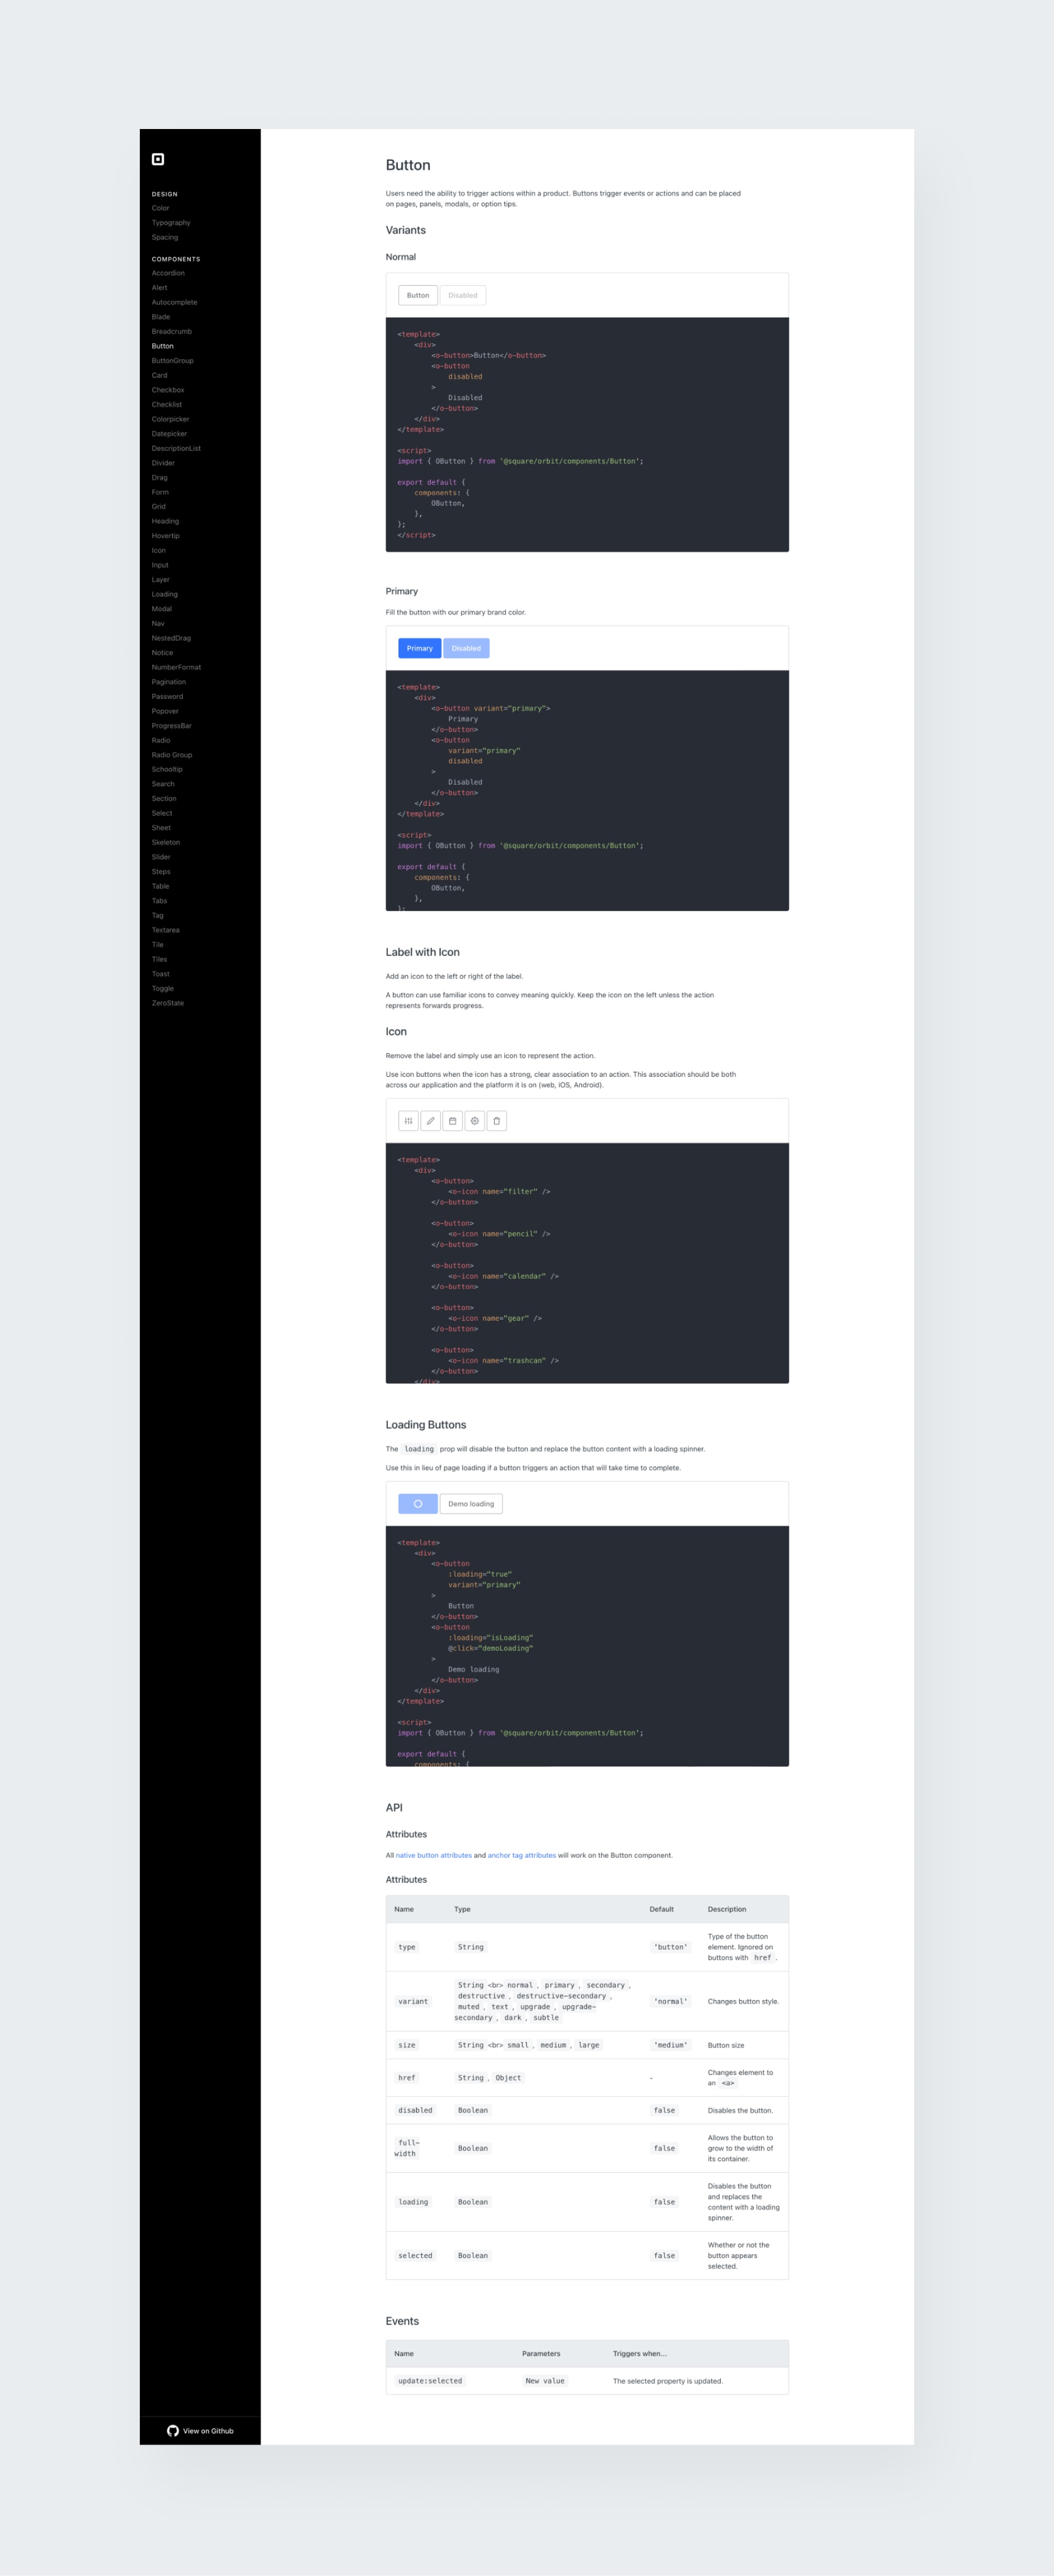 DESIGN
Color
Typography
Spacing
COMPONENTS
Accordion
Alert
Autocomplete
Blade
Breadcrumb
Button
ButtonGroup
Card
Checkbox
Checklist
Colorpicker
Datepicker
DescriptionList
Divider
Drag
Form
Grid
Heading
Hovertip
Icon
Input
Layer
Loading
Modal
Nav
NestedDrag
Notice
NumberFormat
Pagination
Password
Popover
ProgressBar
Radio
Radio Group
Schooltip
Search
Section
Select
Sheet
Skeleton
Slider
Steps
Table
Tabs
Tag
Textarea
Tile
Tiles
Toast
Toggle
ZeroState
View on Github
Button
Users need the ability to trigger actions within a product. Buttons trigger events or actions and can be placed
on pages, panels, modals, or option tips.
Variants
Normal
Button Disabled
<template>
<div>
<o-button>Button</o-button>
<o-button
disabled
>
Disabled
</o-button>
</div>
</template>
<script>
import { OButton } from '@square/orbit/components/Button';
export default {
components: {
OButton,
},
};
</script>
Primary
Fill the button with our primary brand color.
Primary Disabled
<template>
<div>
<o-button variant="primary">
Primary
</o-button>
<o-button
variant="primary"
disabled
>
Disabled
</o-button>
</div>
</template>
<script>
import { OButton } from '@square/orbit/components/Button';
export default {
components: {
OButton,
},
};
Label with Icon
Add an icon to the left or right of the label.
A button can use familiar icons to convey meaning quickly. Keep the icon on the left unless the action
represents forwards progress.
Icon
Remove the label and simply use an icon to represent the action.
Use icon buttons when the icon has a strong, clear association to an action. This association should be both
across our application and the platform it is on (web, iOS, Android).
<template>
<div>
<o-button>
<o-icon name="filter" />
</o-button>
<o-button>
<o-icon name="pencil" />
</o-button>
<o-button>
<o-icon name="calendar" />
</o-button>
<o-button>
<o-icon name="gear" />
</o-button>
<o-button>
<o-icon name="trashcan" />
</o-button>
</div>
Loading Buttons
The loading prop will disable the button and replace the button content with a loading spinner.
Use this in lieu of page loading if a button triggers an action that will take time to complete.
Demo loading
<template>
<div>
<o-button
:loading="true"
variant="primary"
>
Button
</o-button>
<o-button
:loading="isLoading"
@click="demoLoading"
>
Demo loading
</o-button>
</div>
</template>
<script>
import { OButton } from '@square/orbit/components/Button';
export default {
components: {
API
Attributes
All native button attributes and anchor tag attributes will work on the Button component.
Attributes
Name Type Default Description
type String 'button' Type of the button
element. Ignored on
buttons with href .
variant String <br> normal , primary , secondary ,
destructive , destructive-secondary ,
muted , text , upgrade , upgrade-
secondary , dark , subtle
'normal' Changes button style.
size String <br> small , medium , large 'medium' Button size
href String , Object - Changes element to
an <a>
disabled Boolean false Disables the button.
full-
width
Boolean false Allows the button to
grow to the width of
its container.
loading Boolean false Disables the button
and replaces the
content with a loading
spinner.
selected Boolean false Whether or not the
button appears
selected.
Events
Name Parameters Triggers when...
update:selected New value The selected property is updated.